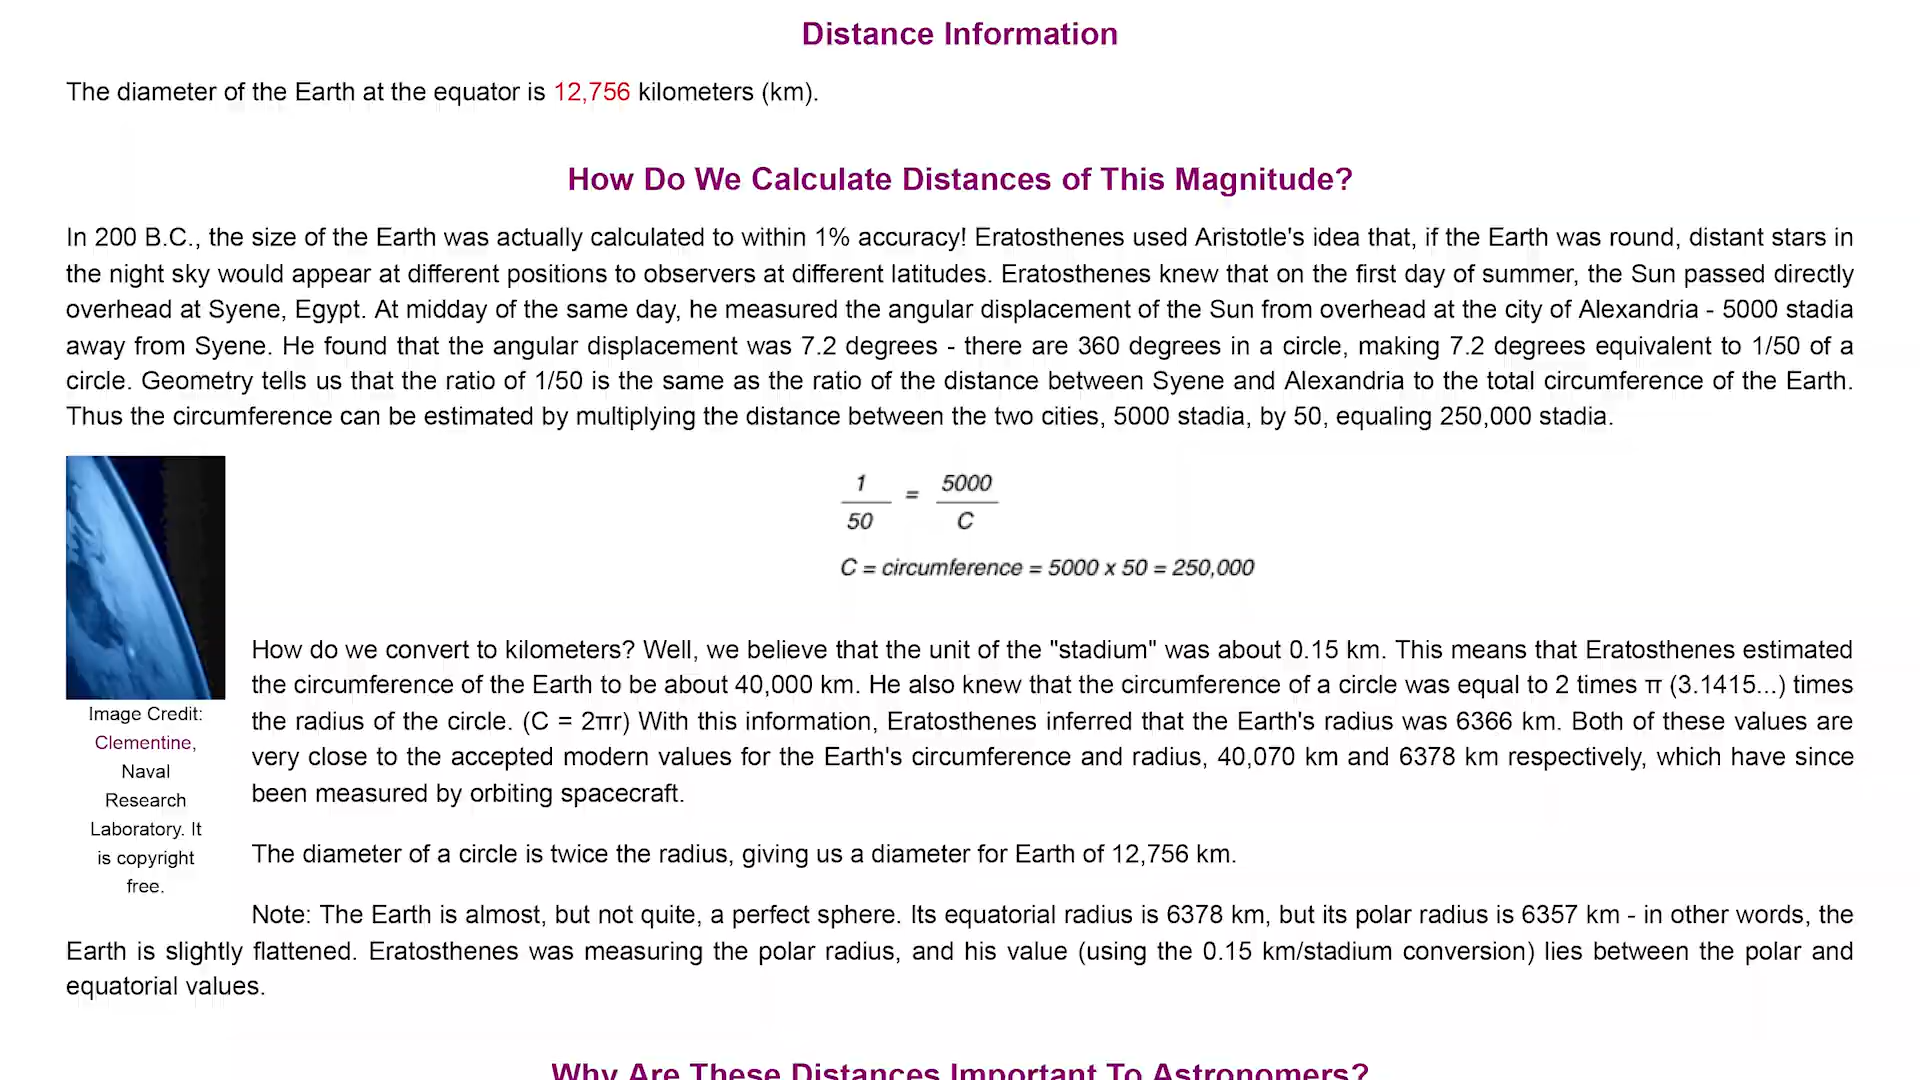 Distance Information
The diameter of the Earth at the equator is 12,756 kilometers (km).
How Do We Calculate Distances of This Magnitude?
In 200 B.C., the size of the Earth was actually calculated to within 1% accuracy! Eratosthenes used Aristotle's idea that, if the Earth was round, distant stars in
the night sky would appear at different positions to observers at different latitudes. Eratosthenes knew that on the first day of summer, the Sun passed directly
overhead at Syene, Egypt. At midday of the same day, he measured the angular displacement of the Sun from overhead at the city of Alexandria - 5000 stadia
away from Syene. He found that the angular displacement was 7.2 degrees - there are 360 degrees in a circle, making 7.2 degrees equivalent to 1/50 of a
circle. Geometry tells us that the ratio of 1/50 is the same as the ratio of the distance between Syene and Alexandria to the total circumference of the Earth.
Thus the circumference can be estimated by multiplying the distance between the two cities, 5000 stadia, by 50, equaling 250,000 stadia.
1 = 5000
50 C
C = circumference = 5000 x 50 = 250,000
How do we convert to kilometers? Well, we believe that the unit of the "stadium" was about 0.15 km. This means that Eratosthenes estimated
the circumference of the Earth to be about 40,000 km. He also knew that the circumference of a circle was equal to 2 times π (3.1415...) times
the radius of the circle. (C = 2πr) With this information, Eratosthenes inferred that the Earth's radius was 6366 km. Both of these values are
very close to the accepted modern values for the Earth's circumference and radius, 40,070 km and 6378 km respectively, which have since
been measured by orbiting spacecraft.
Image Credit:
Clementine,
Naval
Research
Laboratory. It
is copyright
free.
The diameter of a circle is twice the radius, giving us a diameter for Earth of 12,756 km.
Note: The Earth is almost, but not quite, a perfect sphere. Its equatorial radius is 6378 km, but its polar radius is 6357 km - in other words, the
Earth is slightly flattened. Eratosthenes was measuring the polar radius, and his value (using the 0.15 km/stadium conversion) lies between the polar and
equatorial values.
Why Are These Distances Important To Astronomers?